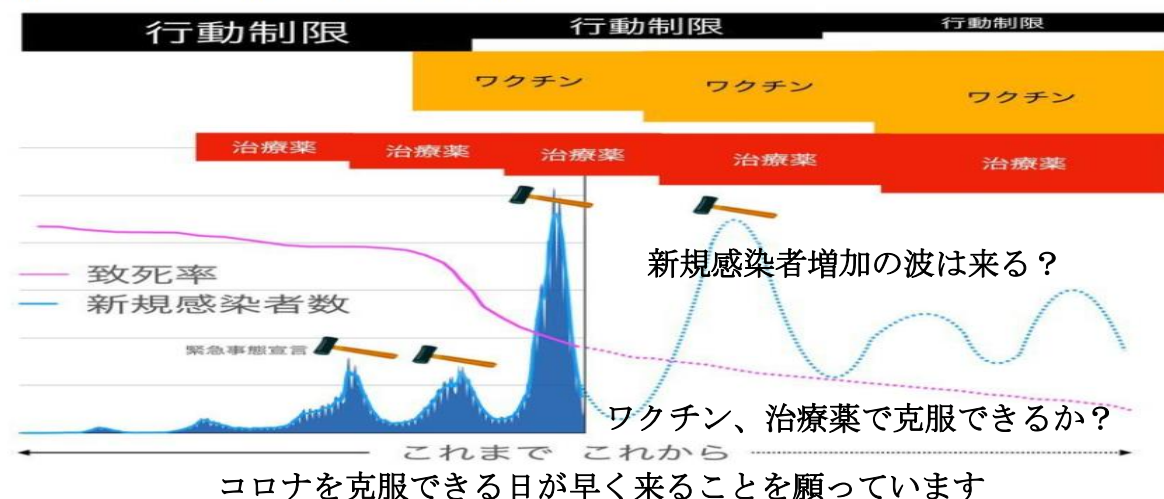 行動制限 行動制限 行動制限
ワクチン ワクチン ワクチン
治療薬 治療薬 治療薬 治療薬 治療薬
新規感染者増加の波は来る？
致死率
新規感染者数
緊急事態宣言
ワクチン、治療薬で克服できるか？
これまで これから
コロナを克服できる日が早く来ることを願っています